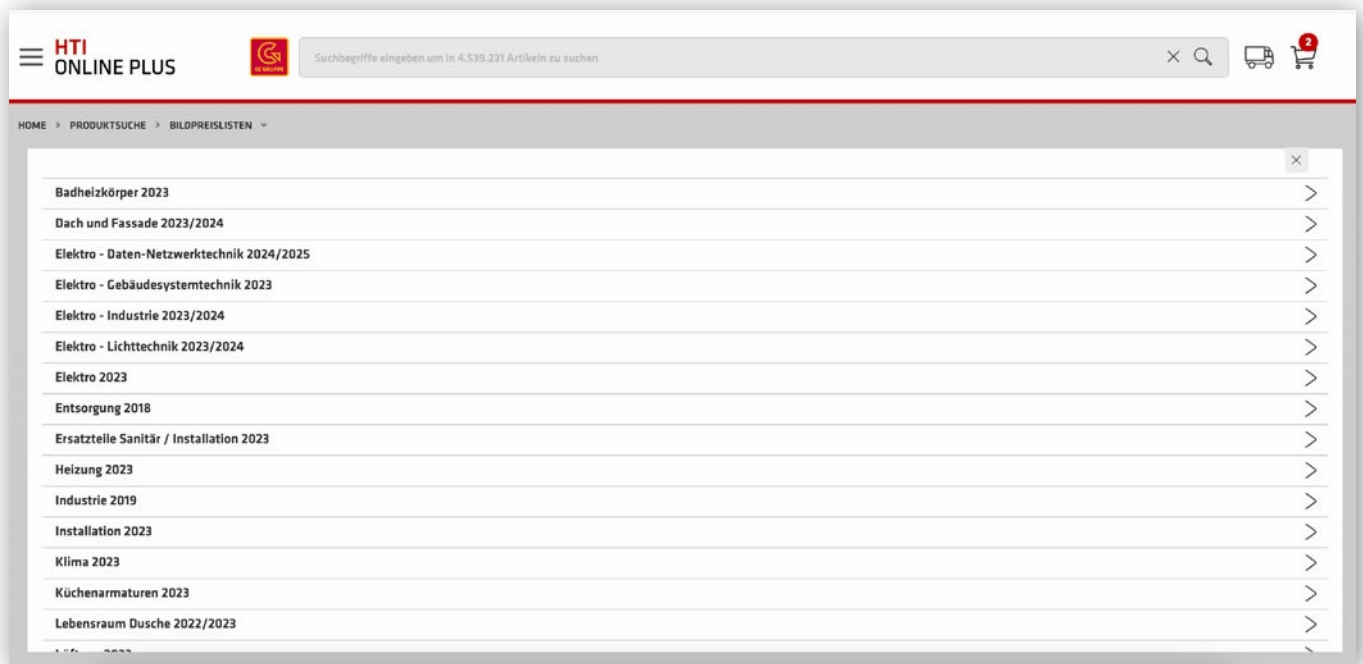 HTI
ONLINE PLUS
GC GRUPPE
Suchbegriffe eingeben um in 4.539.231 Artikeln zu suchen
2
HOME > PRODUKTSUCHE > BILDPREISLISTEN
Badheizkörper 2023
Dach und Fassade 2023/2024
Elektro - Daten-Netzwerktechnik 2024/2025
Elektro - Gebäudesystemtechnik 2023
Elektro - Industrie 2023/2024
Elektro - Lichttechnik 2023/2024
Elektro 2023
Entsorgung 2018
Ersatzteile Sanitär / Installation 2023
Heizung 2023
Industrie 2019
Installation 2023
Klima 2023
Küchenarmaturen 2023
Lebensraum Dusche 2022/2023